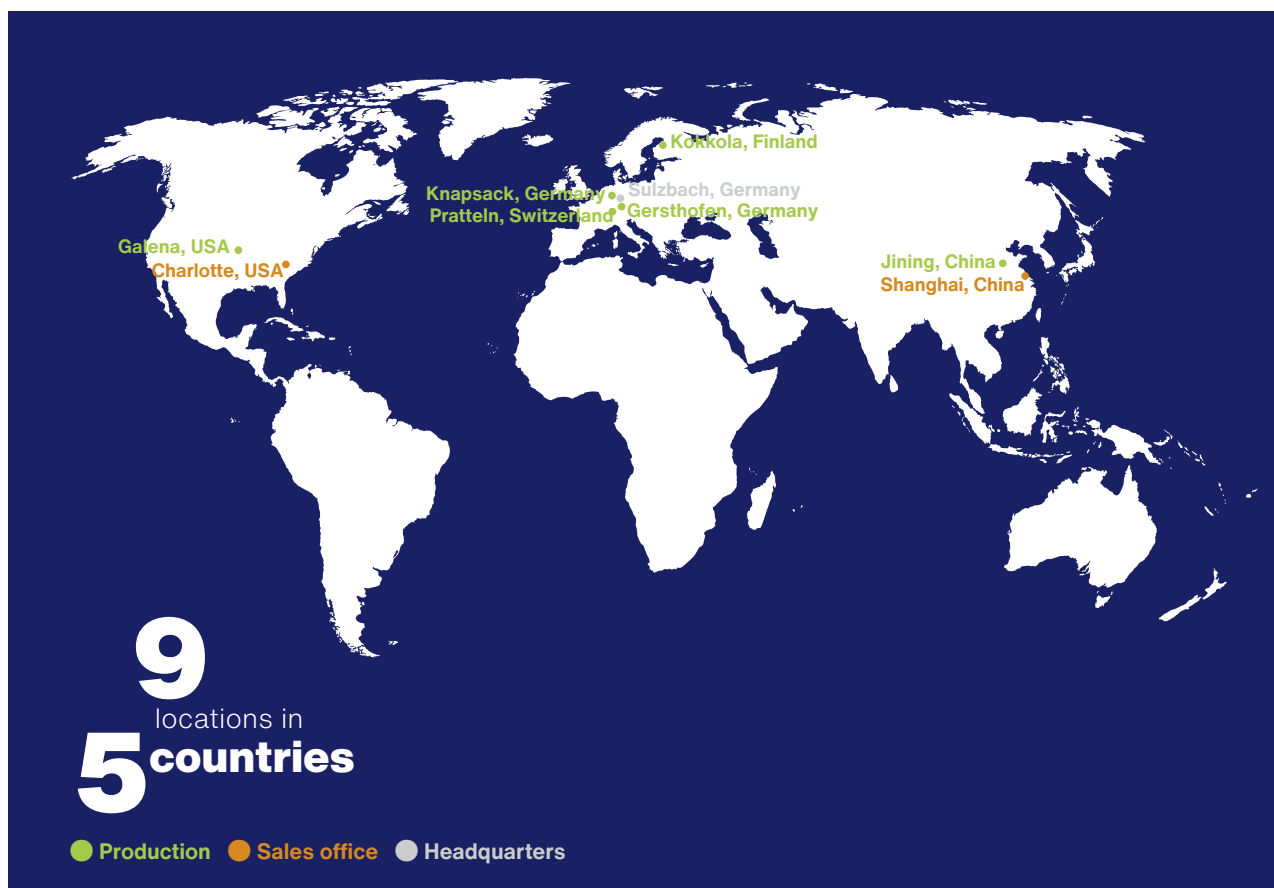 Kokkola, Finland
Knapsack, Germany
Sulzbach, Germany
Pratteln, Switzerland
Gersthofen, Germany
Galena, USA
Charlotte, USA
Jining, China
Shanghai, China
9
locations in
5 countries
Production
Sales office
Headquarters